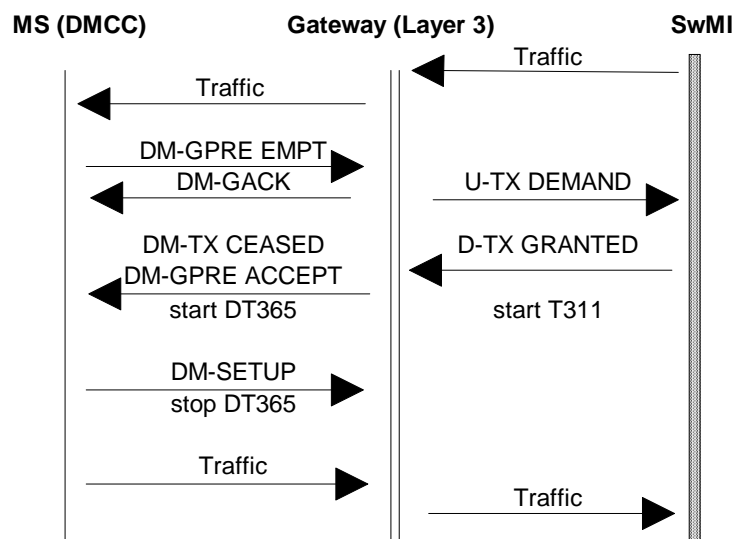 MS (DMCC) Gateway (Layer 3) SwMI
Traffic
Traffic
DM-GPRE EMPT
DM-GACK U-TX DEMAND
DM-TX CEASED D-TX GRANTED
DM-GPRE ACCEPT
start DT365 start T311
DM-SETUP
stop DT365
Traffic
Traffic